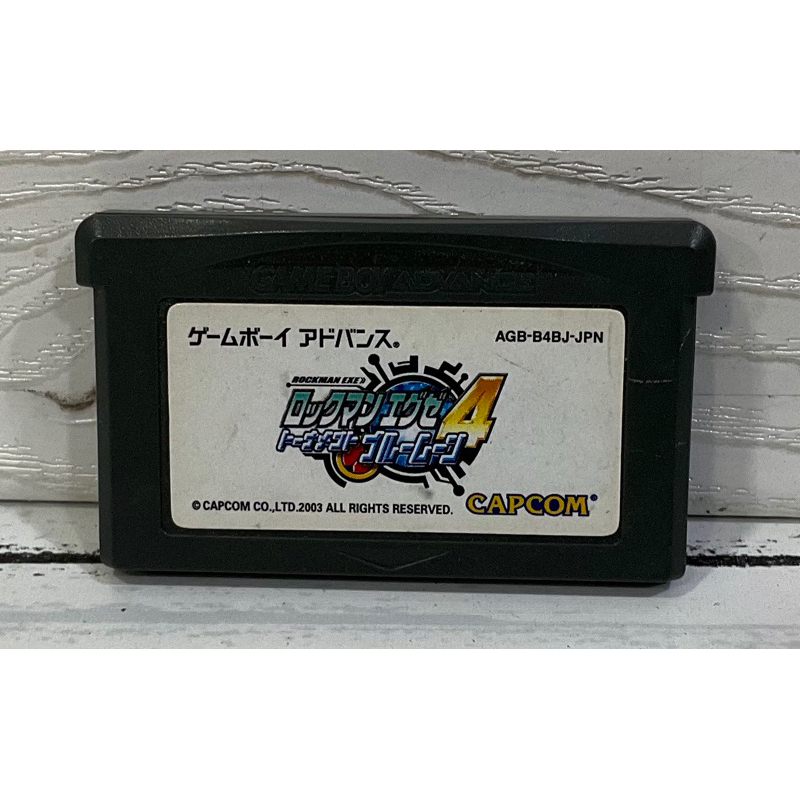 GAME BOY ADVANCE
ゲームボーイ アドバンス®
AGB-B4BJ-JPN
ROCKMAN EXE
ロックマンエグゼ4
トーナメント ブルームーン
© CAPCOM CO.,LTD.2003 ALL RIGHTS RESERVED.
CAPCOM®